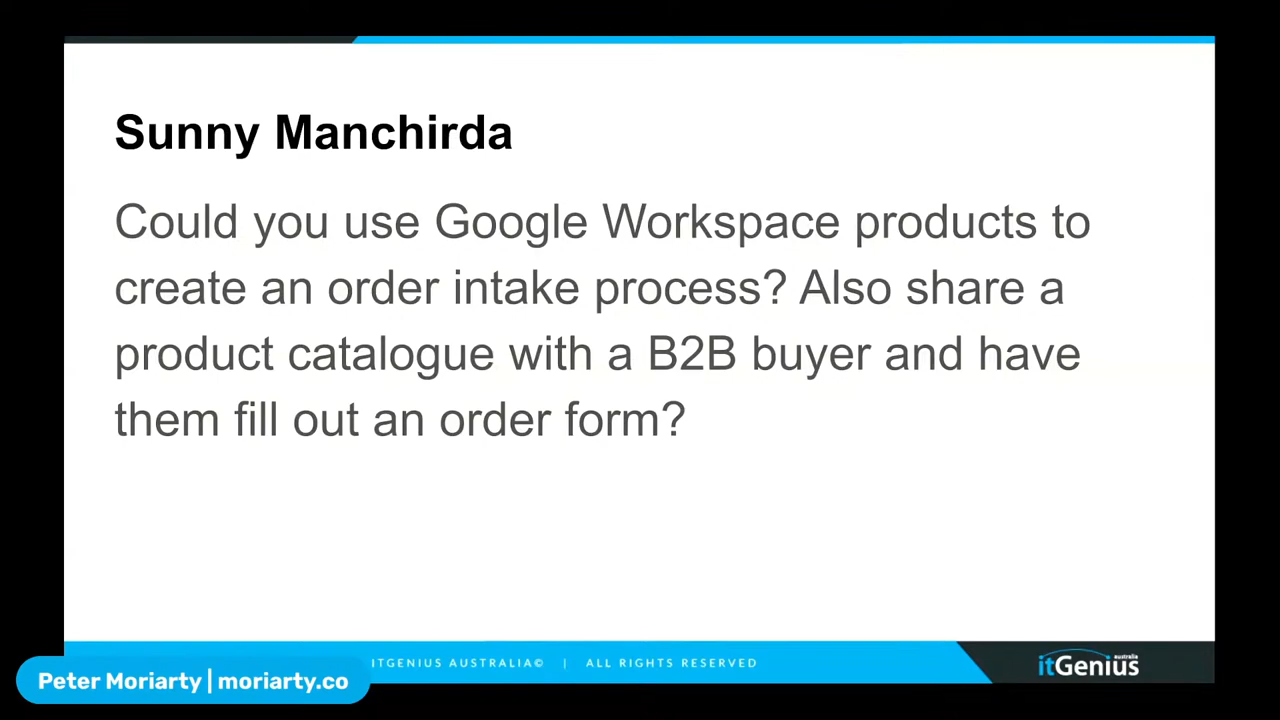 Sunny Manchirda
Could you use Google Workspace products to
create an order intake process? Also share a
product catalogue with a B2B buyer and have
them fill out an order form?
ITGENIUS AUSTRALIA© | ALL RIGHTS RESERVED
australia
itGenius
Peter Moriarty | moriarty.co